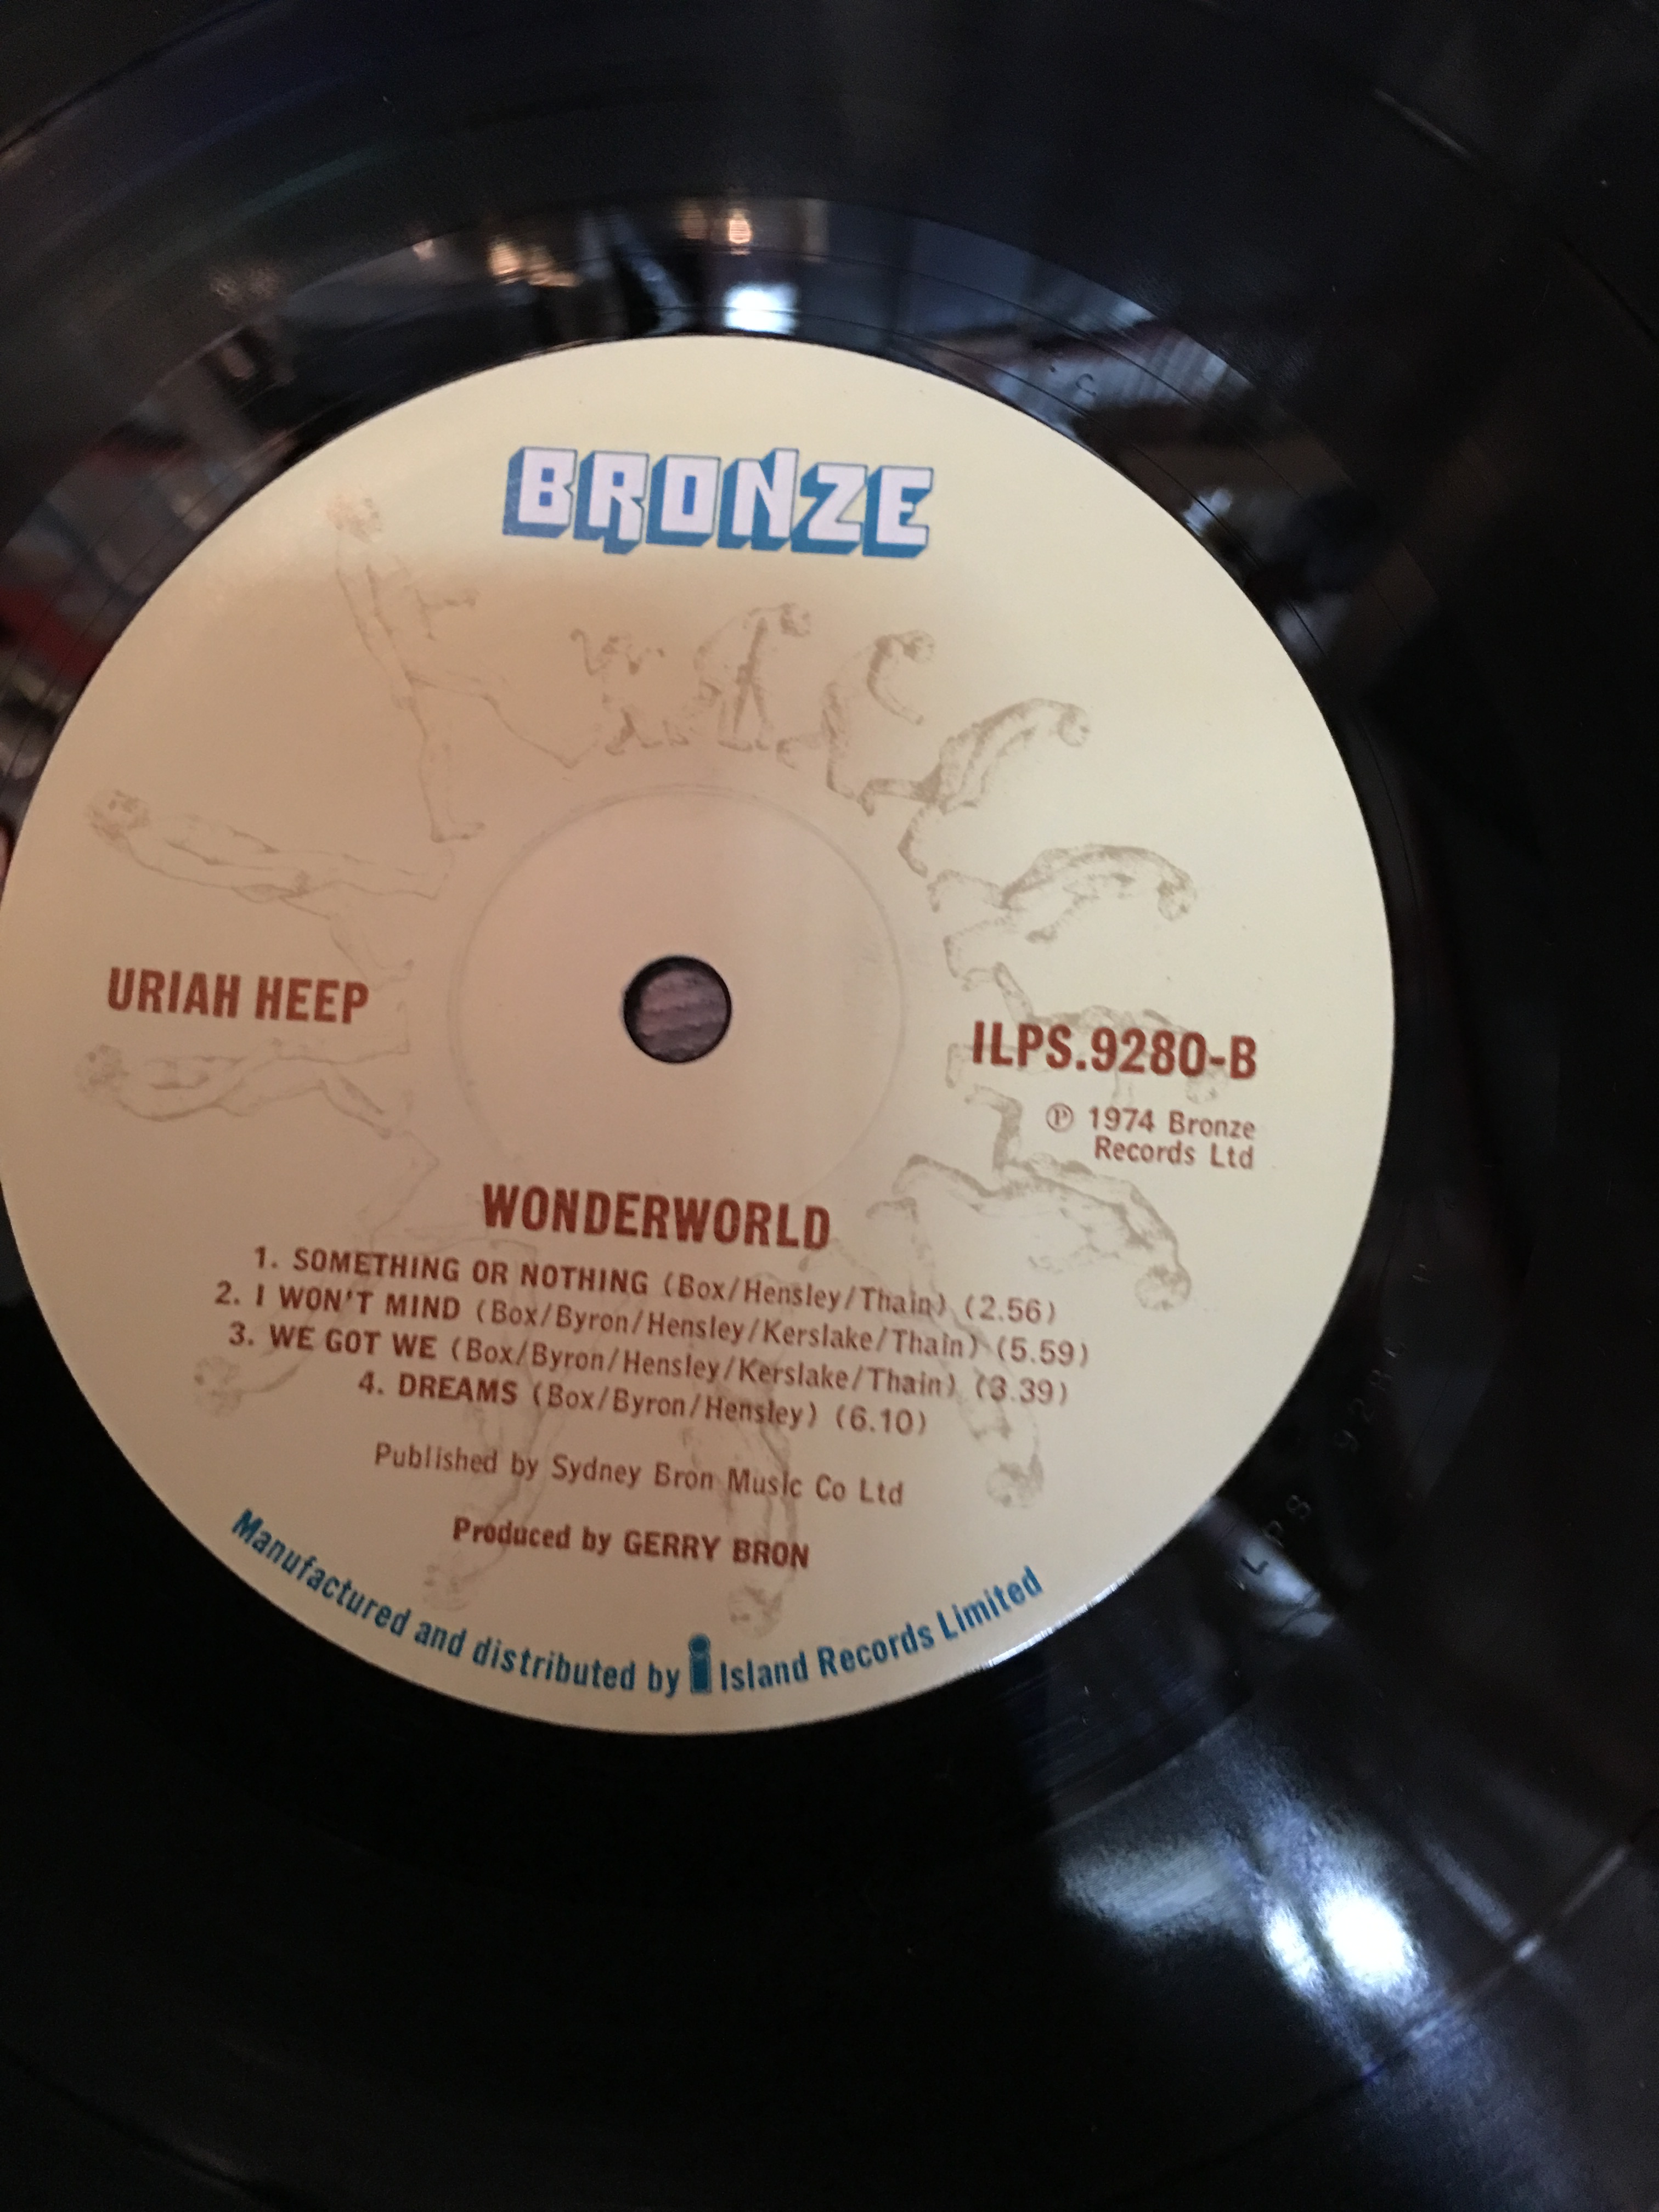 BRONZE
URIAH HEEP
ILPS.9280-B
℗ 1974 Bronze
Records Ltd
WONDERWORLD
1. SOMETHING OR NOTHING (Box/Hensley/Thain) (2.56)
2. I WON'T MIND (Box/Byron/Hensley/Kerslake/Thain) (5.59)
3. WE GOT WE (Box/Byron/Hensley/Kerslake/Thain) (3.39)
4. DREAMS (Box/Byron/Hensley) (6.10)
Published by Sydney Bron Music Co Ltd
Produced by GERRY BRON
Manufactured and distributed by Island Records Limited
LPS 9280